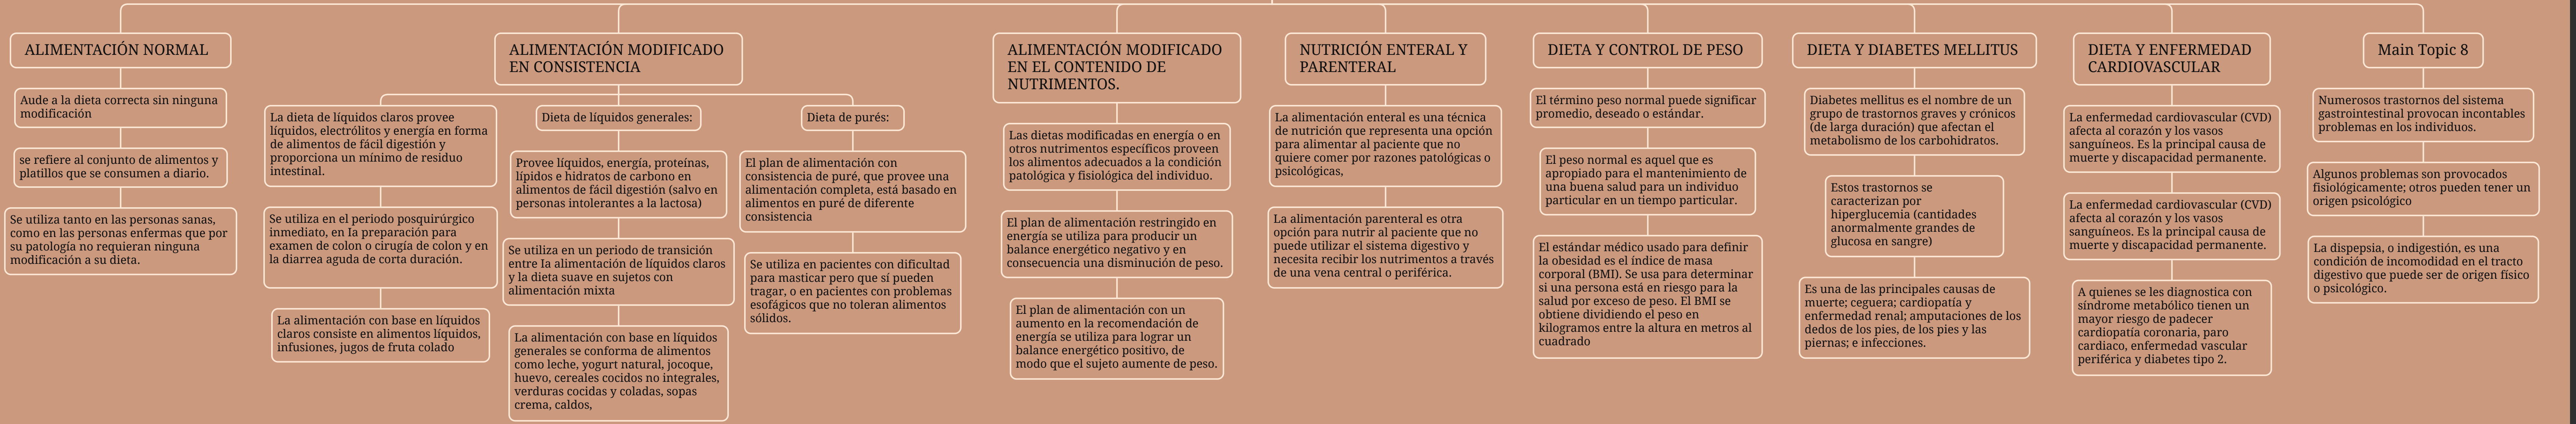 ALIMENTACIÓN NORMAL
Aude a la dieta correcta sin ninguna
modificación
se refiere al conjunto de alimentos y
platillos que se consumen a diario.
Se utiliza tanto en las personas sanas,
como en las personas enfermas que por
su patología no requieran ninguna
modificación a su dieta.
ALIMENTACIÓN MODIFICADO
EN CONSISTENCIA
La dieta de líquidos claros provee
líquidos, electrólitos y energía en forma
de alimentos de fácil digestión y
proporciona un mínimo de residuo
intestinal.
Se utiliza en el periodo posquirúrgico
inmediato, en Ia preparación para
examen de colon o cirugía de colon y en
la diarrea aguda de corta duración.
La alimentación con base en líquidos
claros consiste en alimentos líquidos,
infusiones, jugos de fruta colado
Dieta de líquidos generales:
Provee líquidos, energía, proteínas,
lípidos e hidratos de carbono en
alimentos de fácil digestión (salvo en
personas intolerantes a la lactosa)
Se utiliza en un periodo de transición
entre Ia alimentación de líquidos claros
y la dieta suave en sujetos con
alimentación mixta
La alimentación con base en líquidos
generales se conforma de alimentos
como leche, yogurt natural, jocoque,
huevo, cereales cocidos no integrales,
verduras cocidas y coladas, sopas
crema, caldos,
Dieta de purés:
El plan de alimentación con
consistencia de puré, que provee una
alimentación completa, está basado en
alimentos en puré de diferente
consistencia
Se utiliza en pacientes con dificultad
para masticar pero que sí pueden
tragar, o en pacientes con problemas
esofágicos que no toleran alimentos
sólidos.
ALIMENTACIÓN MODIFICADO
EN EL CONTENIDO DE
NUTRIMENTOS.
Las dietas modificadas en energía o en
otros nutrimentos específicos proveen
los alimentos adecuados a la condición
patológica y fisiológica del individuo.
El plan de alimentación restringido en
energía se utiliza para producir un
balance energético negativo y en
consecuencia una disminución de peso.
El plan de alimentación con un
aumento en la recomendación de
energía se utiliza para lograr un
balance energético positivo, de
modo que el sujeto aumente de peso.
NUTRICIÓN ENTERAL Y
PARENTERAL
La alimentación enteral es una técnica
de nutrición que representa una opción
para alimentar al paciente que no
quiere comer por razones patológicas o
psicológicas,
La alimentación parenteral es otra
opción para nutrir al paciente que no
puede utilizar el sistema digestivo y
necesita recibir los nutrimentos a través
de una vena central o periférica.
DIETA Y CONTROL DE PESO
El término peso normal puede significar
promedio, deseado o estándar.
El peso normal es aquel que es
apropiado para el mantenimiento de
una buena salud para un individuo
particular en un tiempo particular.
El estándar médico usado para definir
la obesidad es el índice de masa
corporal (BMI). Se usa para determinar
si una persona está en riesgo para la
salud por exceso de peso. El BMI se
obtiene dividiendo el peso en
kilogramos entre la altura en metros al
cuadrado
DIETA Y DIABETES MELLITUS
Diabetes mellitus es el nombre de un
grupo de trastornos graves y crónicos
(de larga duración) que afectan el
metabolismo de los carbohidratos.
Estos trastornos se
caracterizan por
hiperglucemia (cantidades
anormalmente grandes de
glucosa en sangre)
Es una de las principales causas de
muerte; ceguera; cardiopatía y
enfermedad renal; amputaciones de los
dedos de los pies, de los pies y las
piernas; e infecciones.
DIETA Y ENFERMEDAD
CARDIOVASCULAR
La enfermedad cardiovascular (CVD)
afecta al corazón y los vasos
sanguíneos. Es la principal causa de
muerte y discapacidad permanente.
La enfermedad cardiovascular (CVD)
afecta al corazón y los vasos
sanguíneos. Es la principal causa de
muerte y discapacidad permanente.
A quienes se les diagnostica con
síndrome metabólico tienen un
mayor riesgo de padecer
cardiopatía coronaria, paro
cardiaco, enfermedad vascular
periférica y diabetes tipo 2.
Main Topic 8
Numerosos trastornos del sistema
gastrointestinal provocan incontables
problemas en los individuos.
Algunos problemas son provocados
fisiológicamente; otros pueden tener un
origen psicológico
La dispepsia, o indigestión, es una
condición de incomodidad en el tracto
digestivo que puede ser de origen físico
o psicológico.